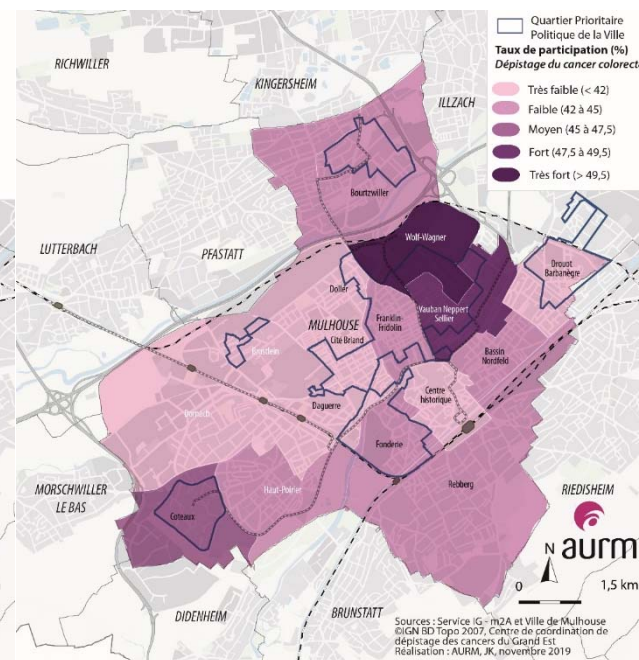 Quartier Prioritaire
Politique de la Ville
Taux de participation (%)
Dépistage du cancer colorect
Très faible (< 42)
Faible (42 à 45)
Moyen (45 à 47,5)
Fort (47,5 à 49,5)
Très fort (> 49,5)
RICHWILLER
KINGERSHEIM
ILLZACH
Bourtzwiller
LUTTERBACH
PFASTATT
Wolf-Wagner
Drouot
Barbanègre
Doller
MULHOUSE
Cité Briand
Franklin-
Fridolin
Vauban Neppert
Sellier
Bassin
Nordfeld
Brustlein
Daguerre
Centre
historique
Dornach
Fonderie
Haut-Poirier
Rebberg
MORSCHWILLER
LE BAS
Coteaux
RIEDISHEIM
aurm
N
0 1,5 km
DIDENHEIM
BRUNSTATT
Sources : Service IG - m2A et Ville de Mulhouse
©IGN BD Topo 2007, Centre de coordination de
dépistage des cancers du Grand Est
Réalisation : AURM, JK, novembre 2019